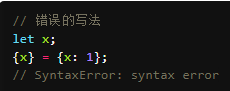 // 错误的写法
let x;
{x} = {x: 1};
// SyntaxError: syntax error